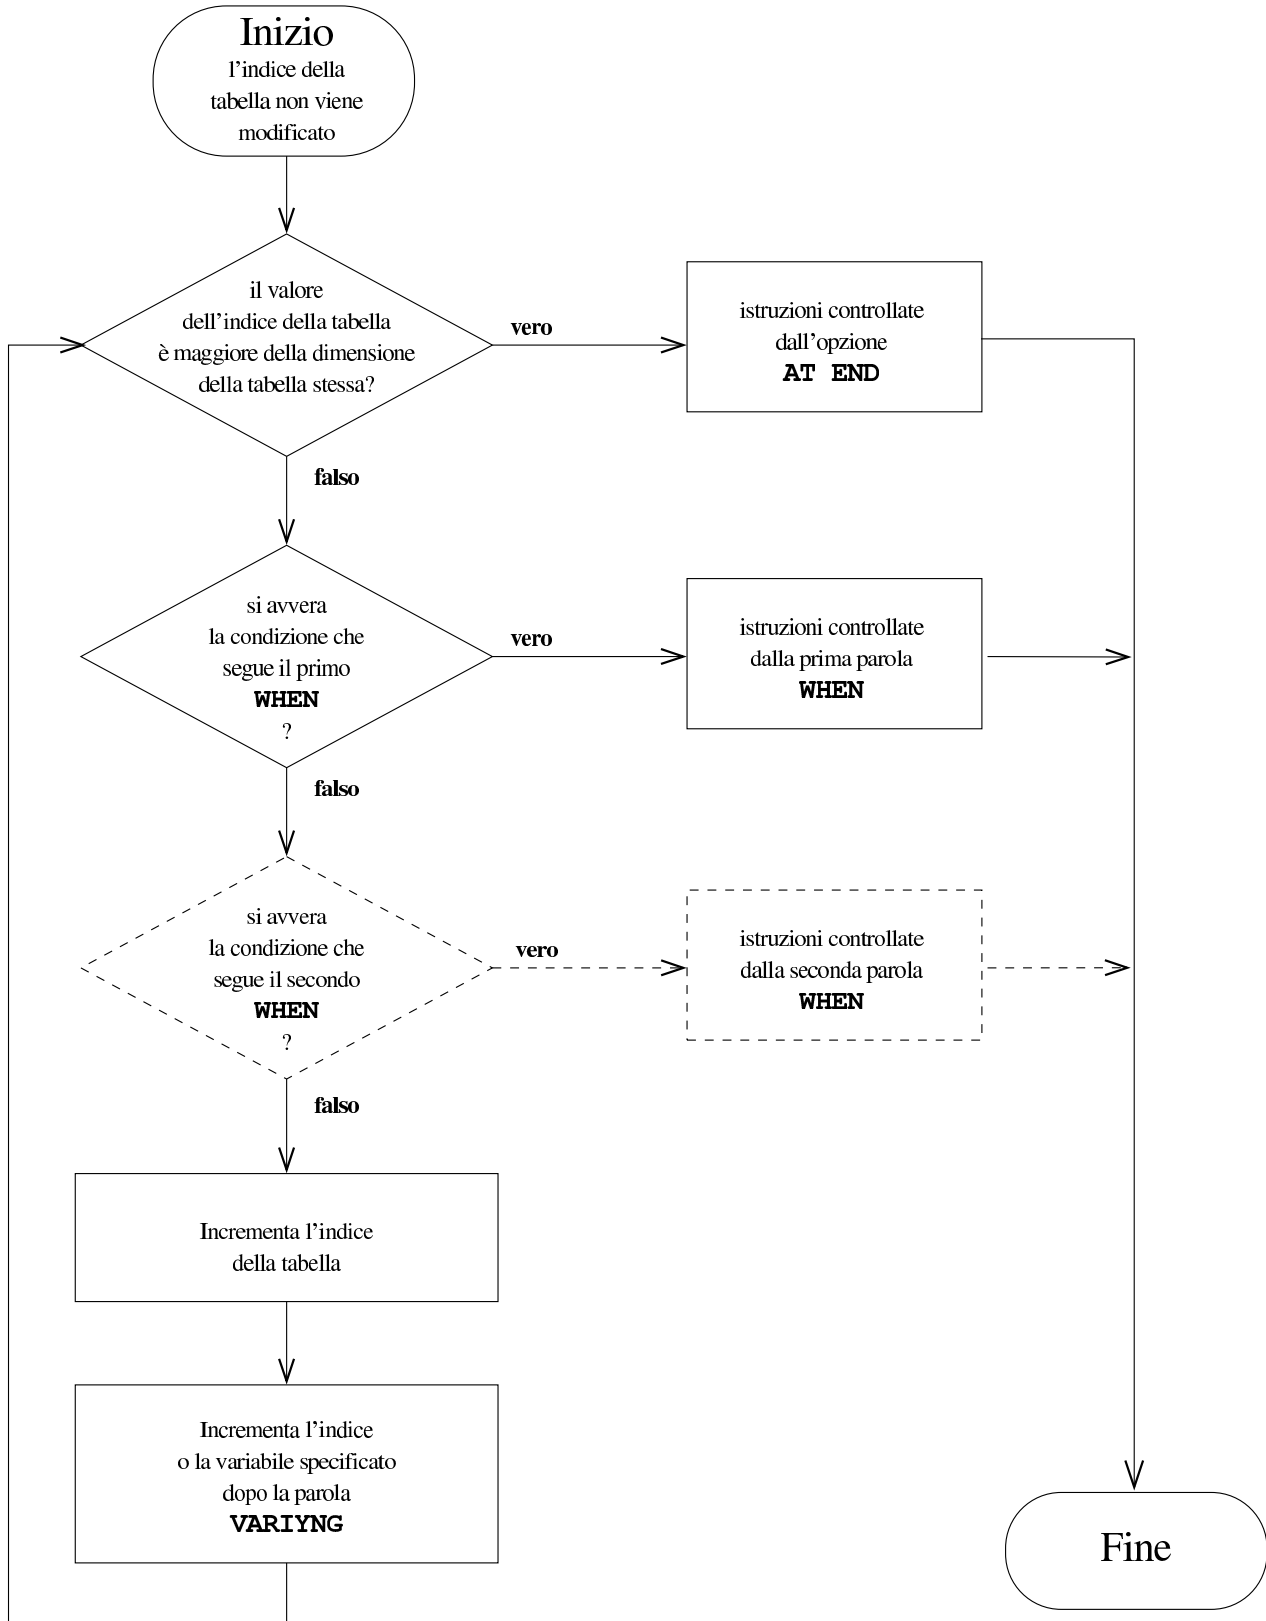 Inizio
l'indice della
tabella non viene
modificato
il valore
dell'indice della tabella
è maggiore della dimensione
della tabella stessa?
vero
istruzioni controllate
dall'opzione
AT END
falso
si avvera
la condizione che
segue il primo
WHEN
?
vero
istruzioni controllate
dalla prima parola
WHEN
falso
si avvera
la condizione che
segue il secondo
WHEN
?
vero
istruzioni controllate
dalla seconda parola
WHEN
falso
Incrementa l'indice
della tabella
Incrementa l'indice
o la variabile specificato
dopo la parola
VARIYNG
Fine